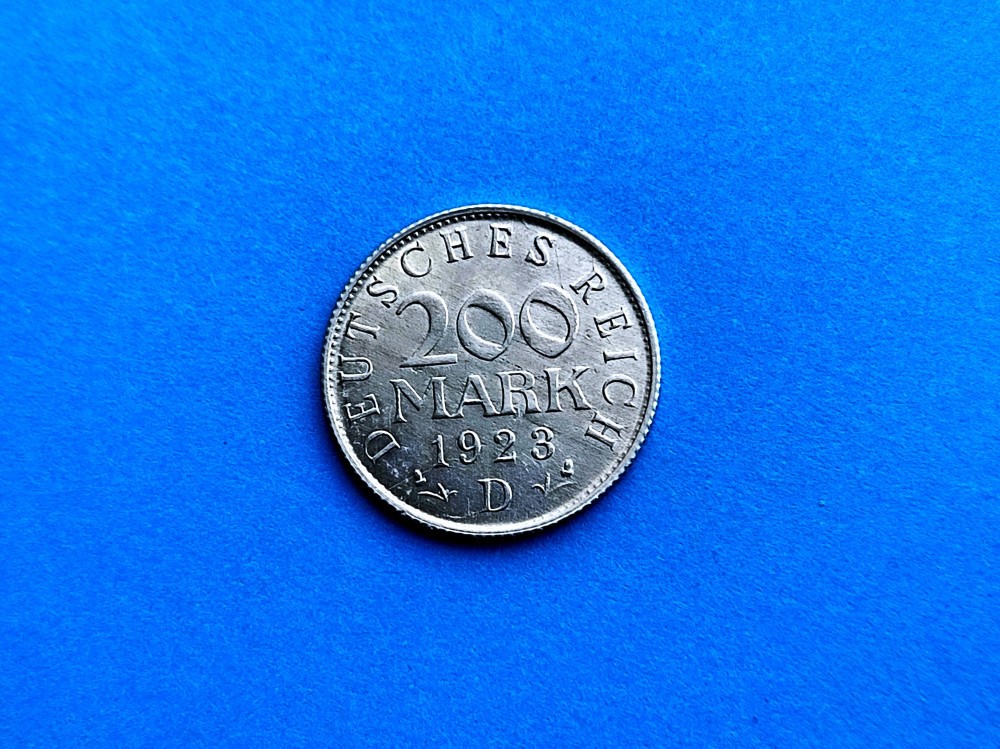 DEUTSCHES REICH
200
MARK
1923
D